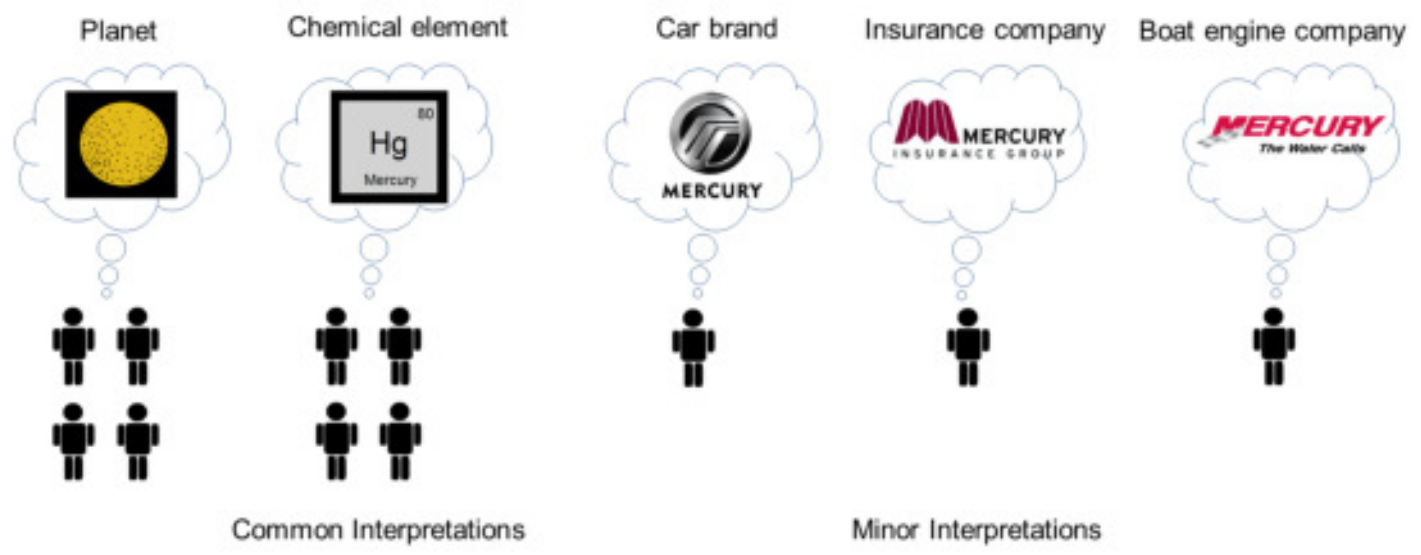 Planet
Chemical element
Car brand
Insurance company
Boat engine company
80
Hg
Mercury
MERCURY
MERCURY
INSURANCE GROUP
MERCURY
The Water Calls
Common Interpretations
Minor Interpretations